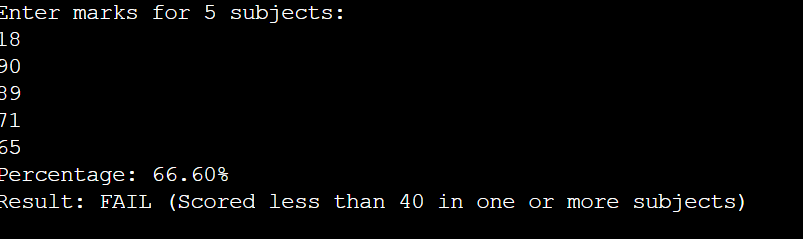 Enter marks for 5 subjects:
18
90
89
71
65
Percentage: 66.60%
Result: FAIL (Scored less than 40 in one or more subjects)